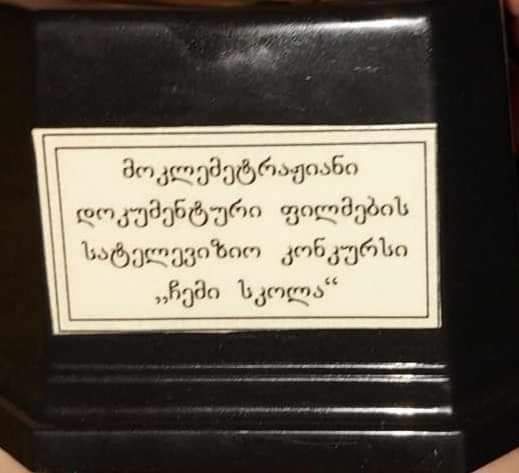 მოკლემეტრაჟიანი
დოკუმენტური ფილმების
სატელევიზიო კონკურსი
„ჩემი სკოლა“